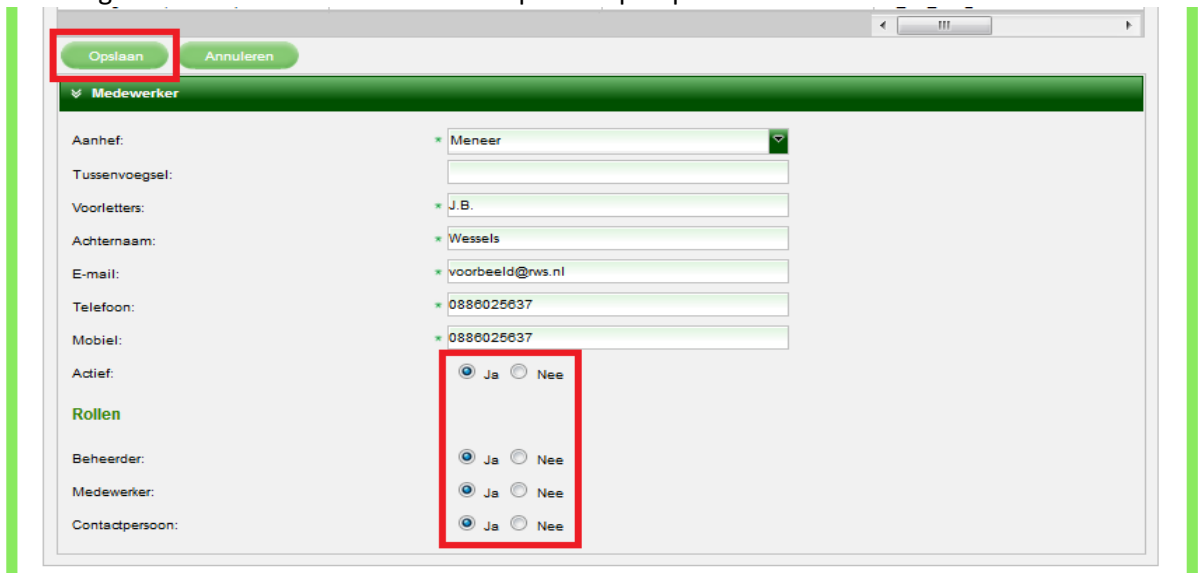 Opslaan Annuleren
Medewerker
Aanhef: * Meneer
Tussenvoegsel:
Voorletters: * J.B.
Achternaam: * Wessels
E-mail: * voorbeeld@rws.nl
Telefoon: * 0886025637
Mobiel: * 0886025637
Actief: Ja Nee
Rollen
Beheerder: Ja Nee
Medewerker: Ja Nee
Contactpersoon: Ja Nee